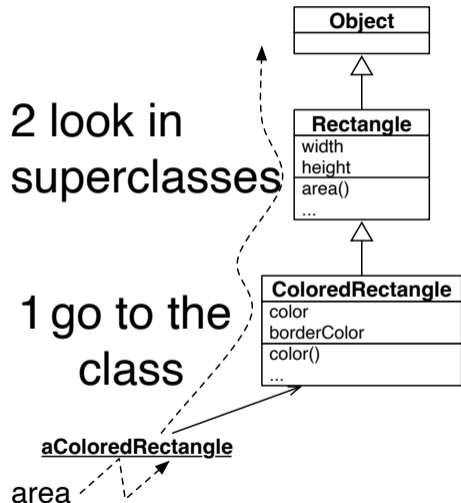 Object
2 look in
superclasses
Rectangle
width
height
area()
...
1 go to the
class
ColoredRectangle
color
borderColor
color()
...
aColoredRectangle
area